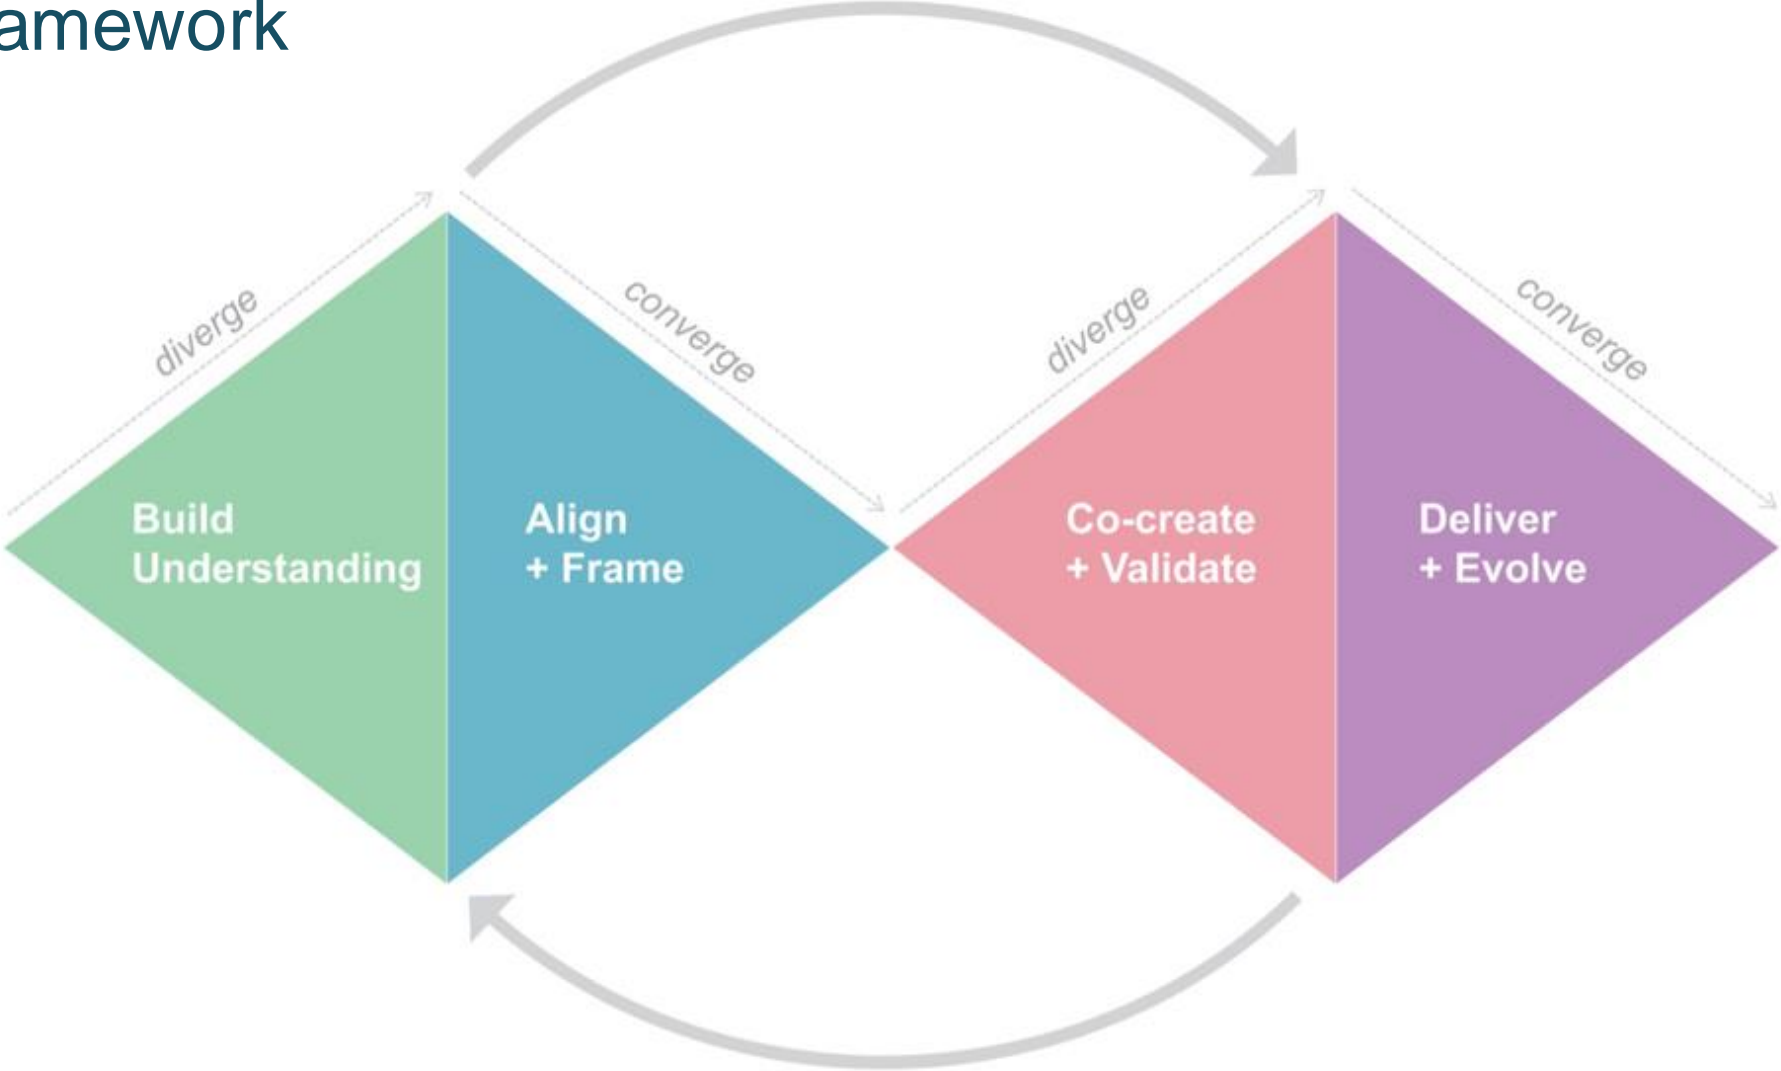 amework
diverge
converge
diverge
converge
Build
Understanding
Align
+ Frame
Co-create
+ Validate
Deliver
+ Evolve